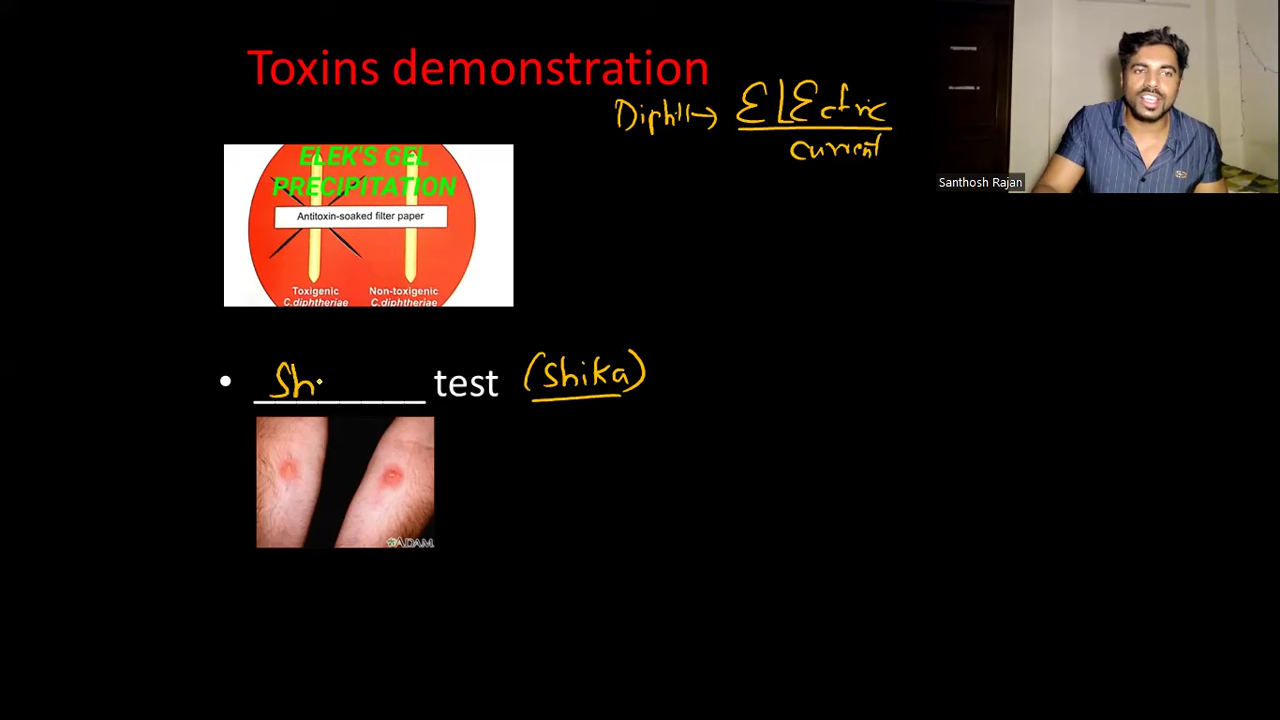 Toxins demonstration
Diphth→ ELEctric
current
Santhosh Rajan
ELEK'S GEL
PRECIPITATION
Antitoxin-soaked filter paper
Toxigenic Non-toxigenic
C.diphtheriae C.diphtheriae
• Sh test (Shika)
ADAM